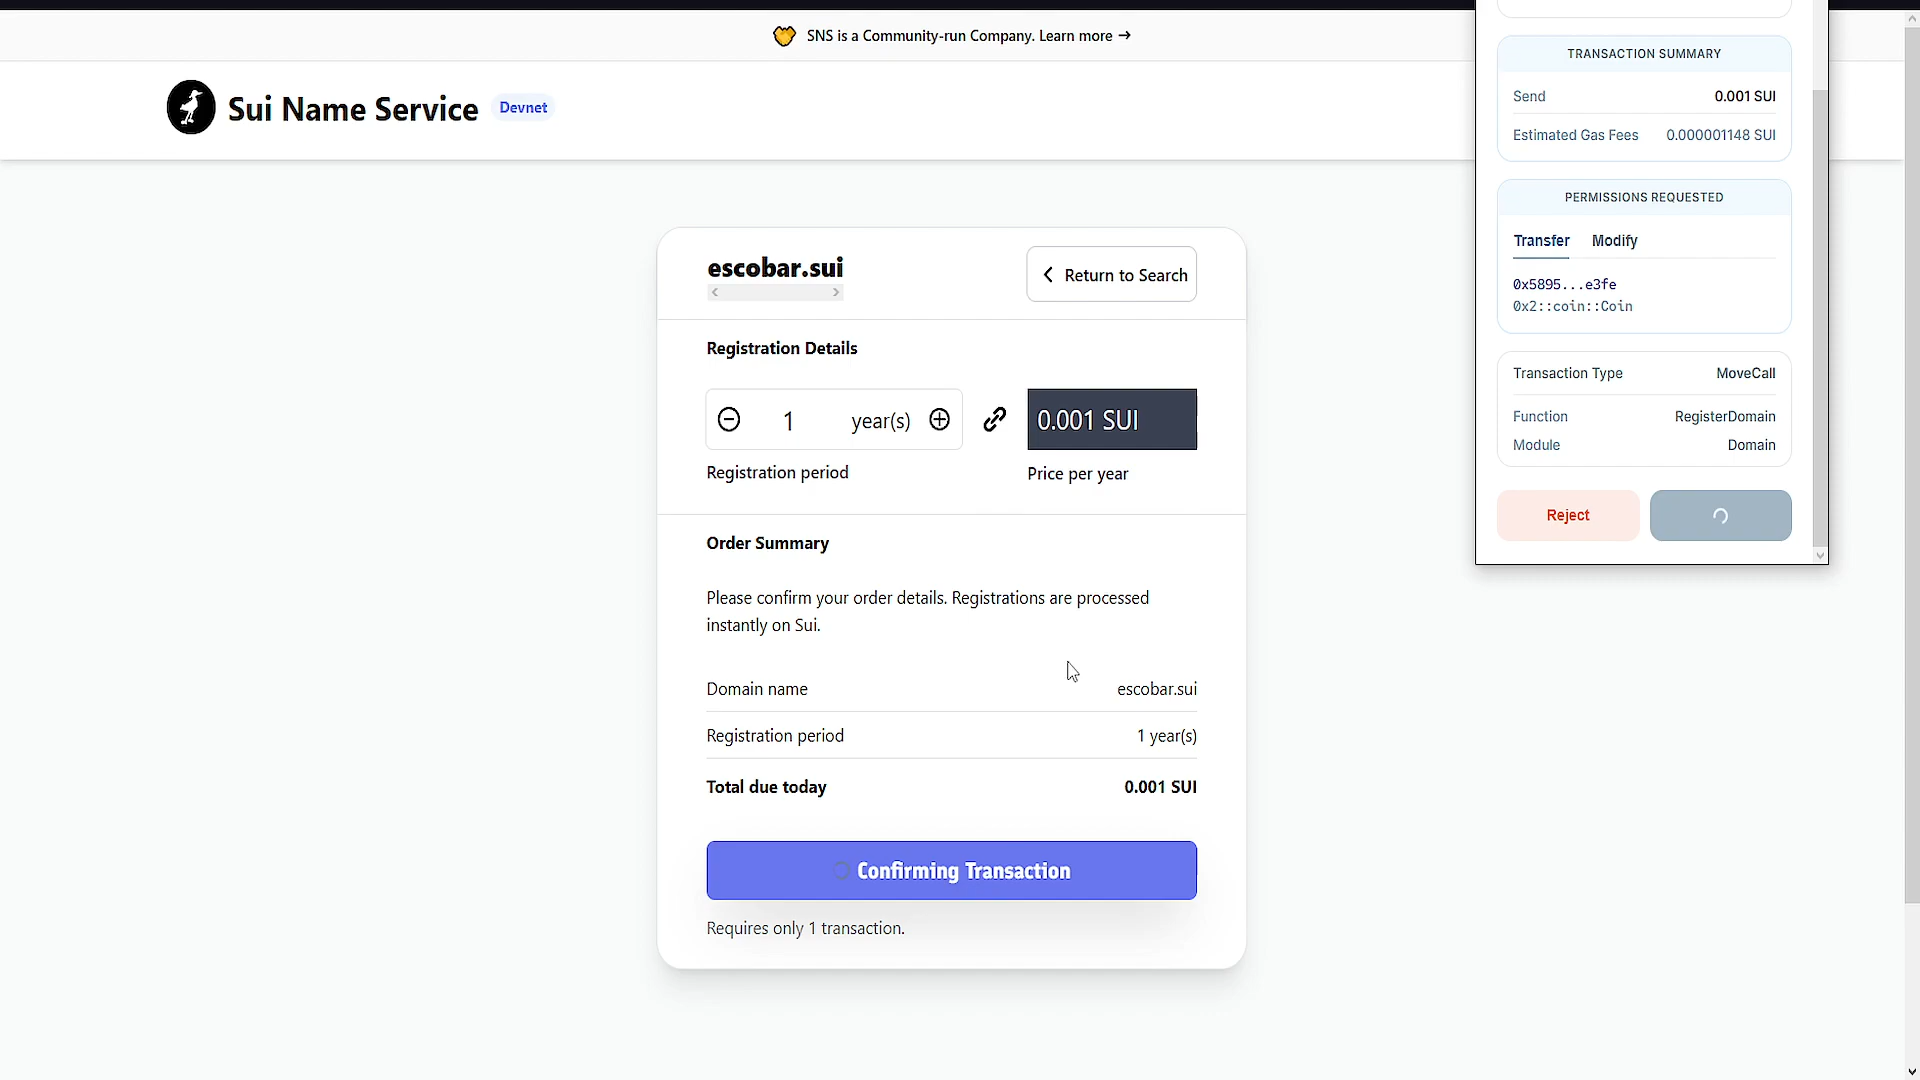 SNS is a Community-run Company. Learn more →
Sui Name Service
Devnet
escobar.sui
Return to Search
Registration Details
1 year(s)
0.001 SUI
Registration period
Price per year
Order Summary
Please confirm your order details. Registrations are processed
instantly on Sui.
Domain name escobar.sui
Registration period 1 year(s)
Total due today 0.001 SUI
Confirming Transaction
Requires only 1 transaction.
TRANSACTION SUMMARY
Send 0.001 SUI
Estimated Gas Fees 0.000001148 SUI
PERMISSIONS REQUESTED
Transfer Modify
0x5895...e3fe
0x2::coin::Coin
Transaction Type MoveCall
Function RegisterDomain
Module Domain
Reject